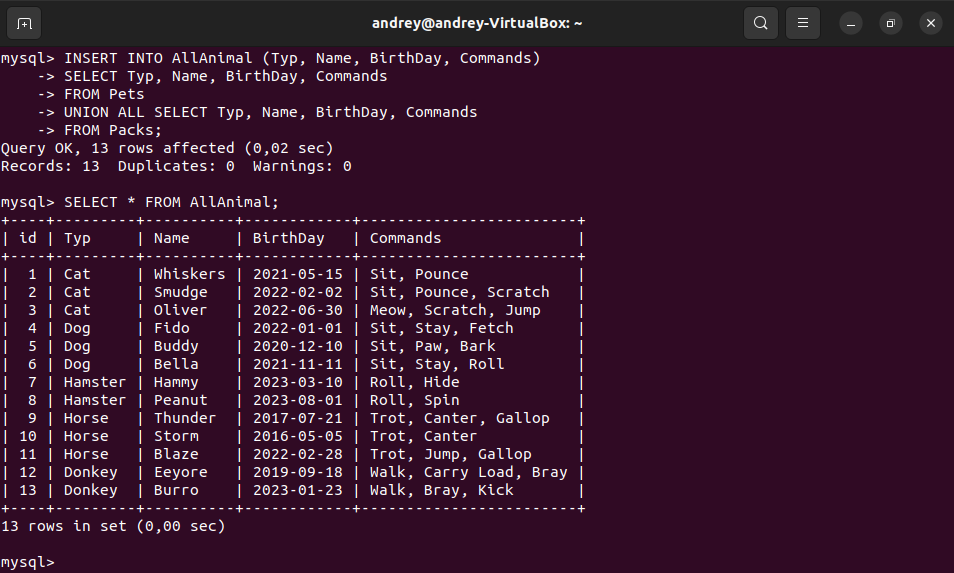 andrey@andrey-VirtualBox: ~
mysql> INSERT INTO AllAnimal (Typ, Name, BirthDay, Commands)
    -> SELECT Typ, Name, BirthDay, Commands
    -> FROM Pets
    -> UNION ALL SELECT Typ, Name, BirthDay, Commands
    -> FROM Packs;
Query OK, 13 rows affected (0,02 sec)
Records: 13  Duplicates: 0  Warnings: 0

mysql> SELECT * FROM AllAnimal;
+----+---------+----------+------------+------------------------+
| id | Typ     | Name     | BirthDay   | Commands               |
+----+---------+----------+------------+------------------------+
|  1 | Cat     | Whiskers | 2021-05-15 | Sit, Pounce            |
|  2 | Cat     | Smudge   | 2022-02-02 | Sit, Pounce, Scratch   |
|  3 | Cat     | Oliver   | 2022-06-30 | Meow, Scratch, Jump    |
|  4 | Dog     | Fido     | 2022-01-01 | Sit, Stay, Fetch       |
|  5 | Dog     | Buddy    | 2020-12-10 | Sit, Paw, Bark         |
|  6 | Dog     | Bella    | 2021-11-11 | Sit, Stay, Roll        |
|  7 | Hamster | Hammy    | 2023-03-10 | Roll, Hide             |
|  8 | Hamster | Peanut   | 2023-08-01 | Roll, Spin             |
|  9 | Horse   | Thunder  | 2017-07-21 | Trot, Canter, Gallop   |
| 10 | Horse   | Storm    | 2016-05-05 | Trot, Canter           |
| 11 | Horse   | Blaze    | 2022-02-28 | Trot, Jump, Gallop     |
| 12 | Donkey  | Eeyore   | 2019-09-18 | Walk, Carry Load, Bray |
| 13 | Donkey  | Burro    | 2023-01-23 | Walk, Bray, Kick       |
+----+---------+----------+------------+------------------------+
13 rows in set (0,00 sec)

mysql>